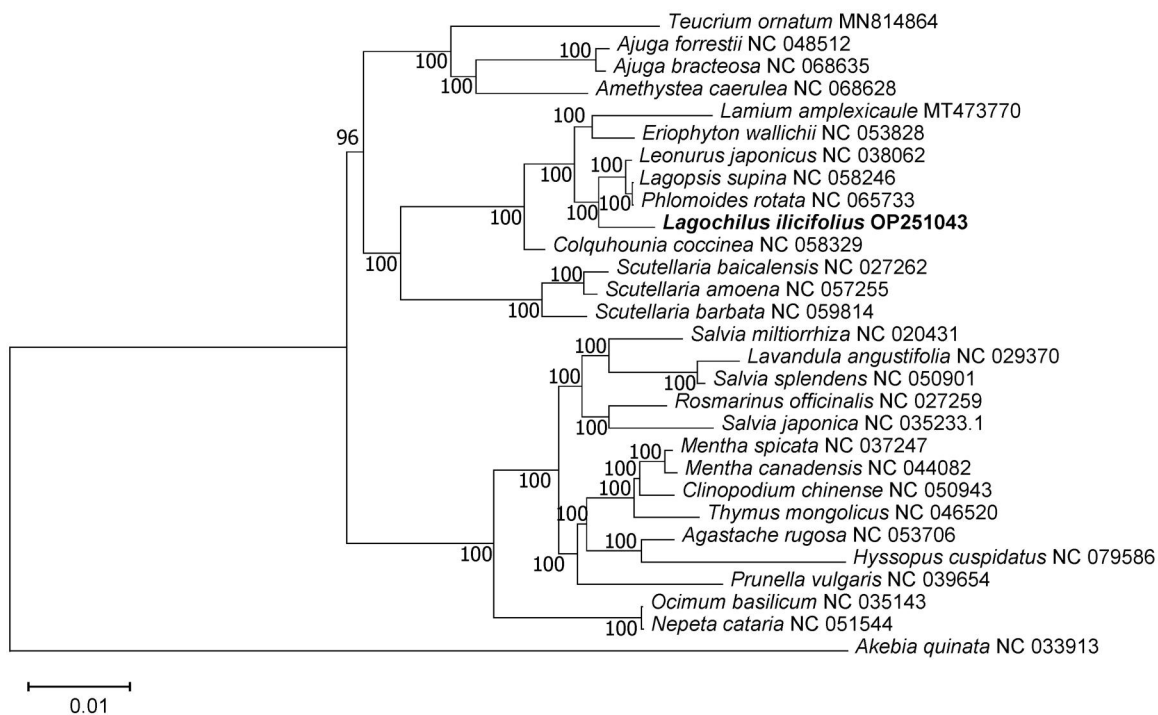 Teucrium ornatum MN814864
100 Ajuga forrestii NC 048512
100 Ajuga bracteosa NC 068635
100 Amethystea caerulea NC 068628
100 Lamium amplexicaule MT473770
96 Eriophyton wallichii NC 053828
100 Leonurus japonicus NC 038062
100 Lagopsis supina NC 058246
100 Phlomoides rotata NC 065733
100 100 Lagochilus ilicifolius OP251043
Colquhounia coccinea NC 058329
100 100 Scutellaria baicalensis NC 027262
Scutellaria amoena NC 057255
100 Scutellaria barbata NC 059814
Salvia miltiorrhiza NC 020431
100 Lavandula angustifolia NC 029370
100 100 Salvia splendens NC 050901
Rosmarinus officinalis NC 027259
100 Salvia japonica NC 035233.1
100 Mentha spicata NC 037247
100 Mentha canadensis NC 044082
100 100 Clinopodium chinense NC 050943
100 Thymus mongolicus NC 046520
100 Agastache rugosa NC 053706
100 100 Hyssopus cuspidatus NC 079586
Prunella vulgaris NC 039654
Ocimum basilicum NC 035143
100 Nepeta cataria NC 051544
Akebia quinata NC 033913
0.01